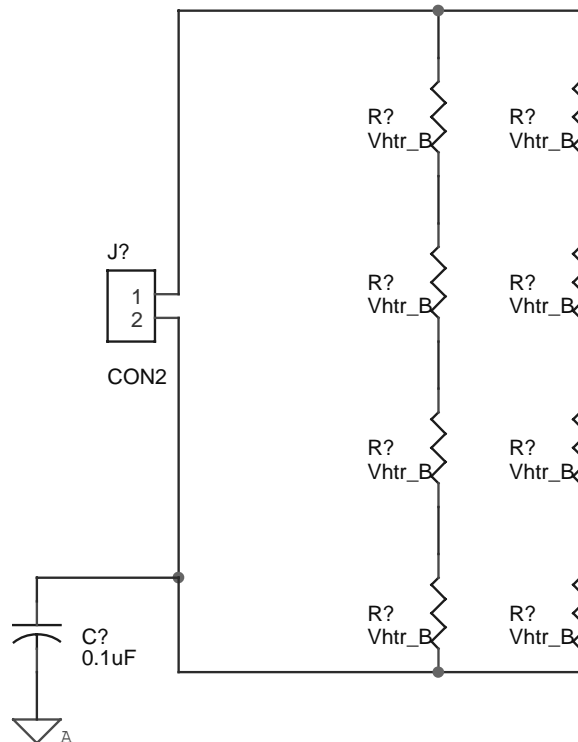 R?
Vhtr_B
R?
Vhtr_B
J?
1
2
CON2
R?
Vhtr_B
R?
Vhtr_B
R?
Vhtr_B
R?
Vhtr_B
R?
Vhtr_B
R?
Vhtr_B
C?
0.1uF
A